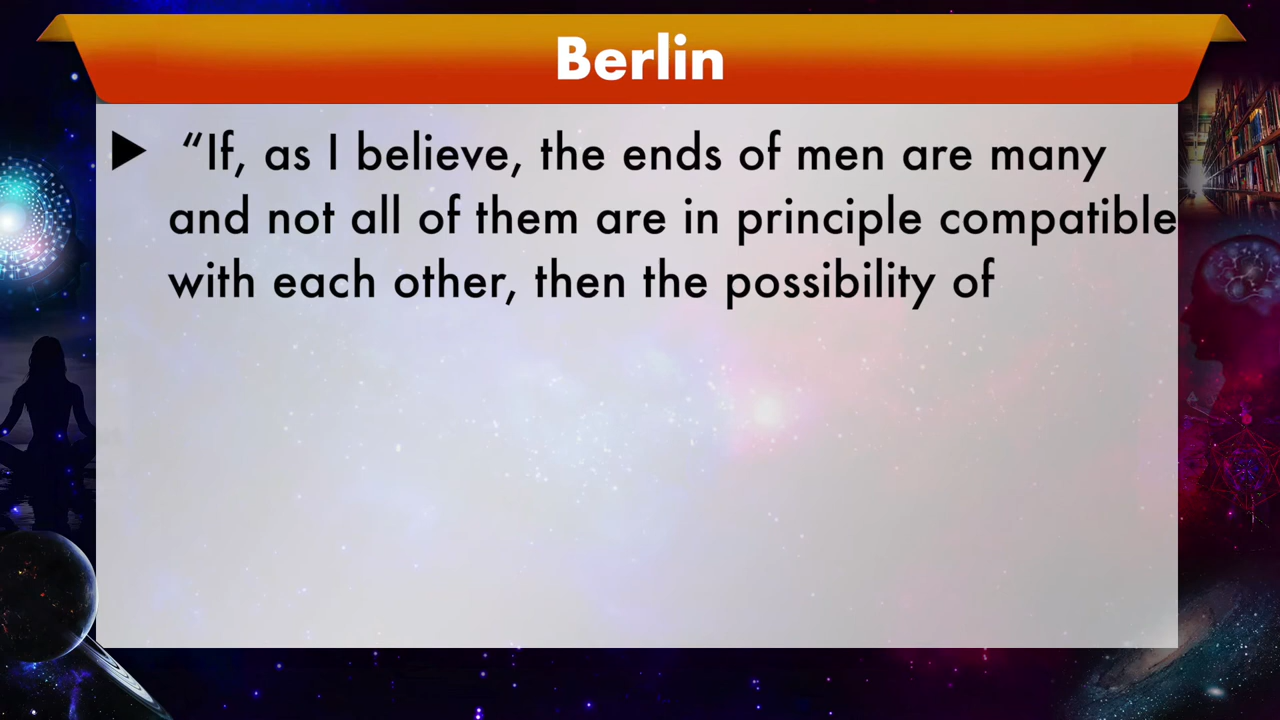 Berlin
“If, as I believe, the ends of men are many
and not all of them are in principle compatible
with each other, then the possibility of